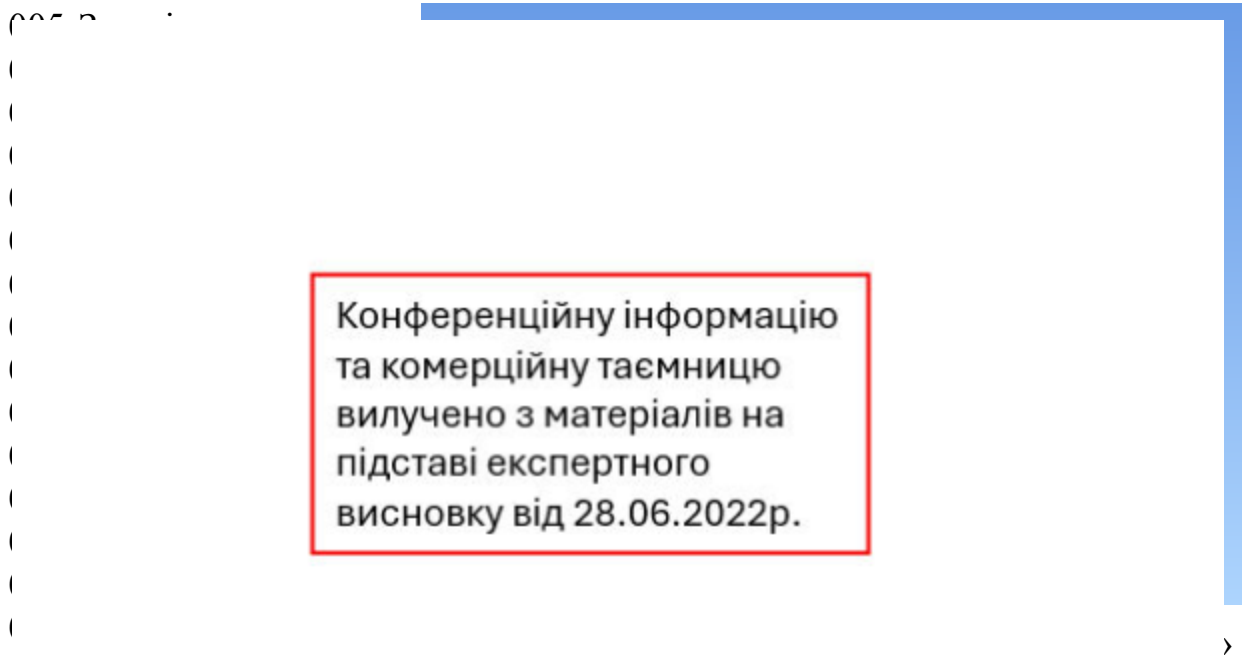 Конференційну інформацію
та комерційну таємницю
вилучено з матеріалів на
підставі експертного
висновку від 28.06.2022р.